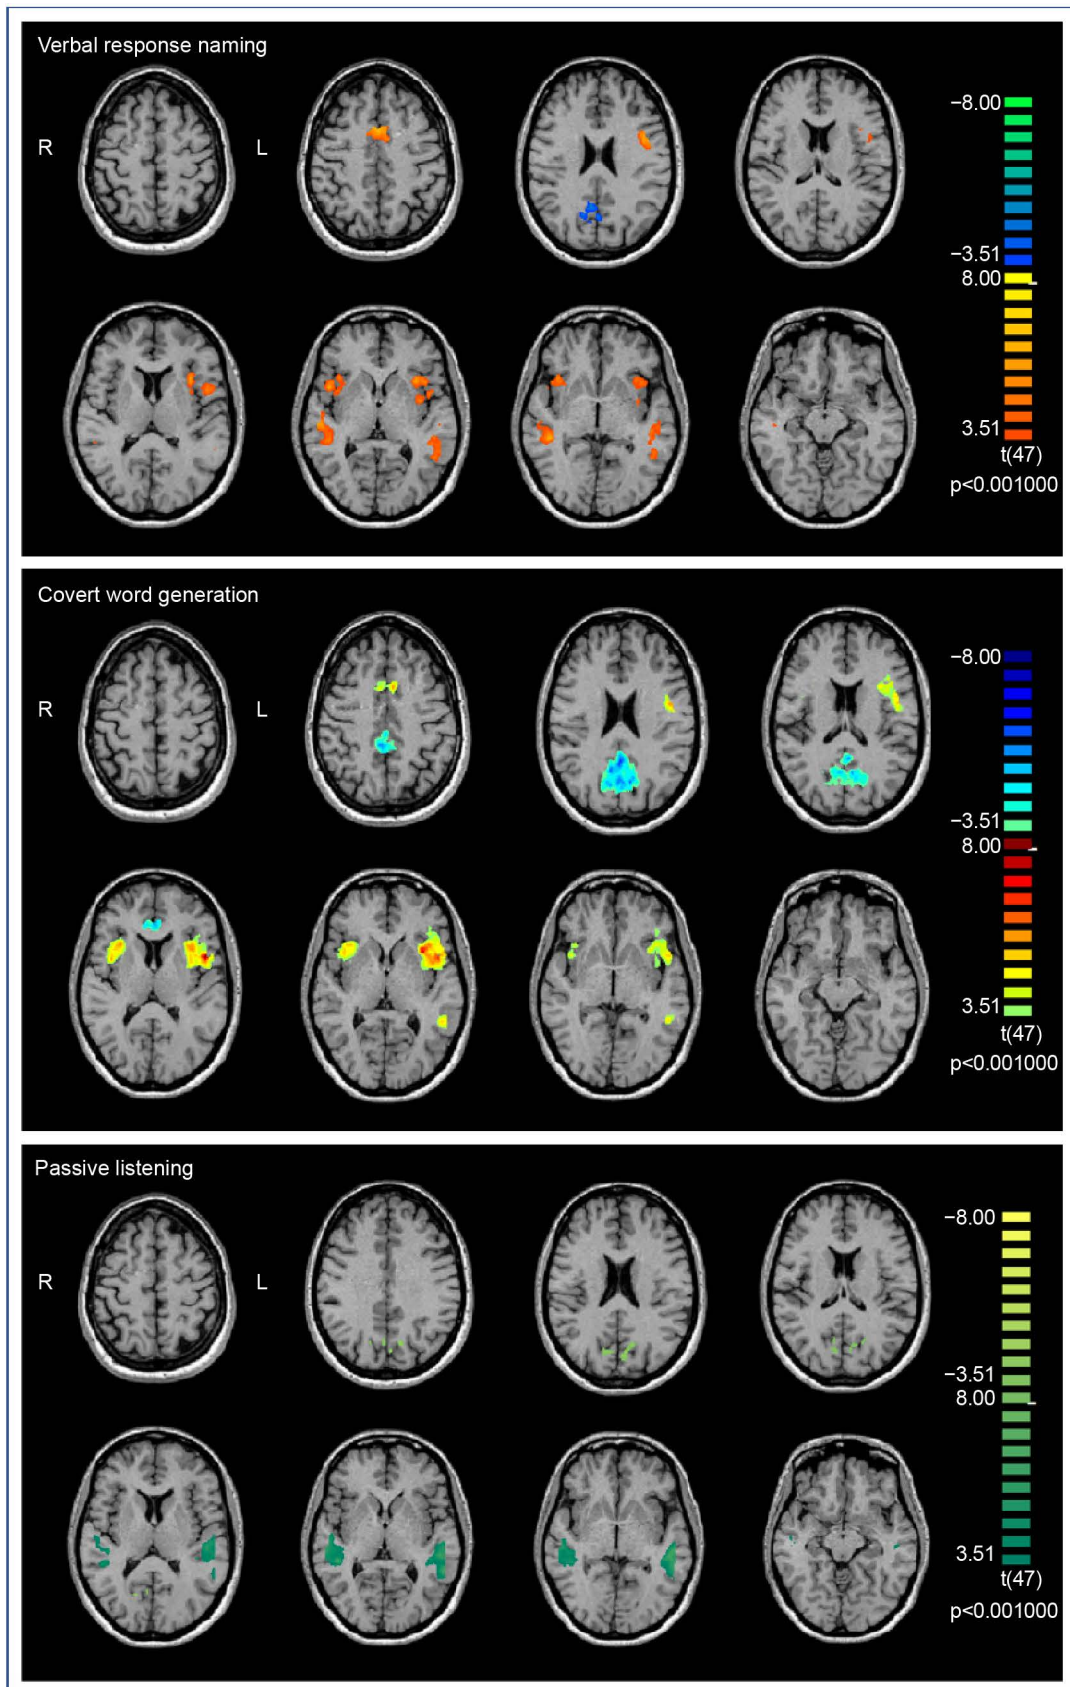 Verbal response naming
R
L
−8.00
−3.51
8.00
3.51
t(47)
p<0.001000
Covert word generation
R
L
−8.00
−3.51
8.00
3.51
t(47)
p<0.001000
Passive listening
R
L
−8.00
−3.51
8.00
3.51
t(47)
p<0.001000